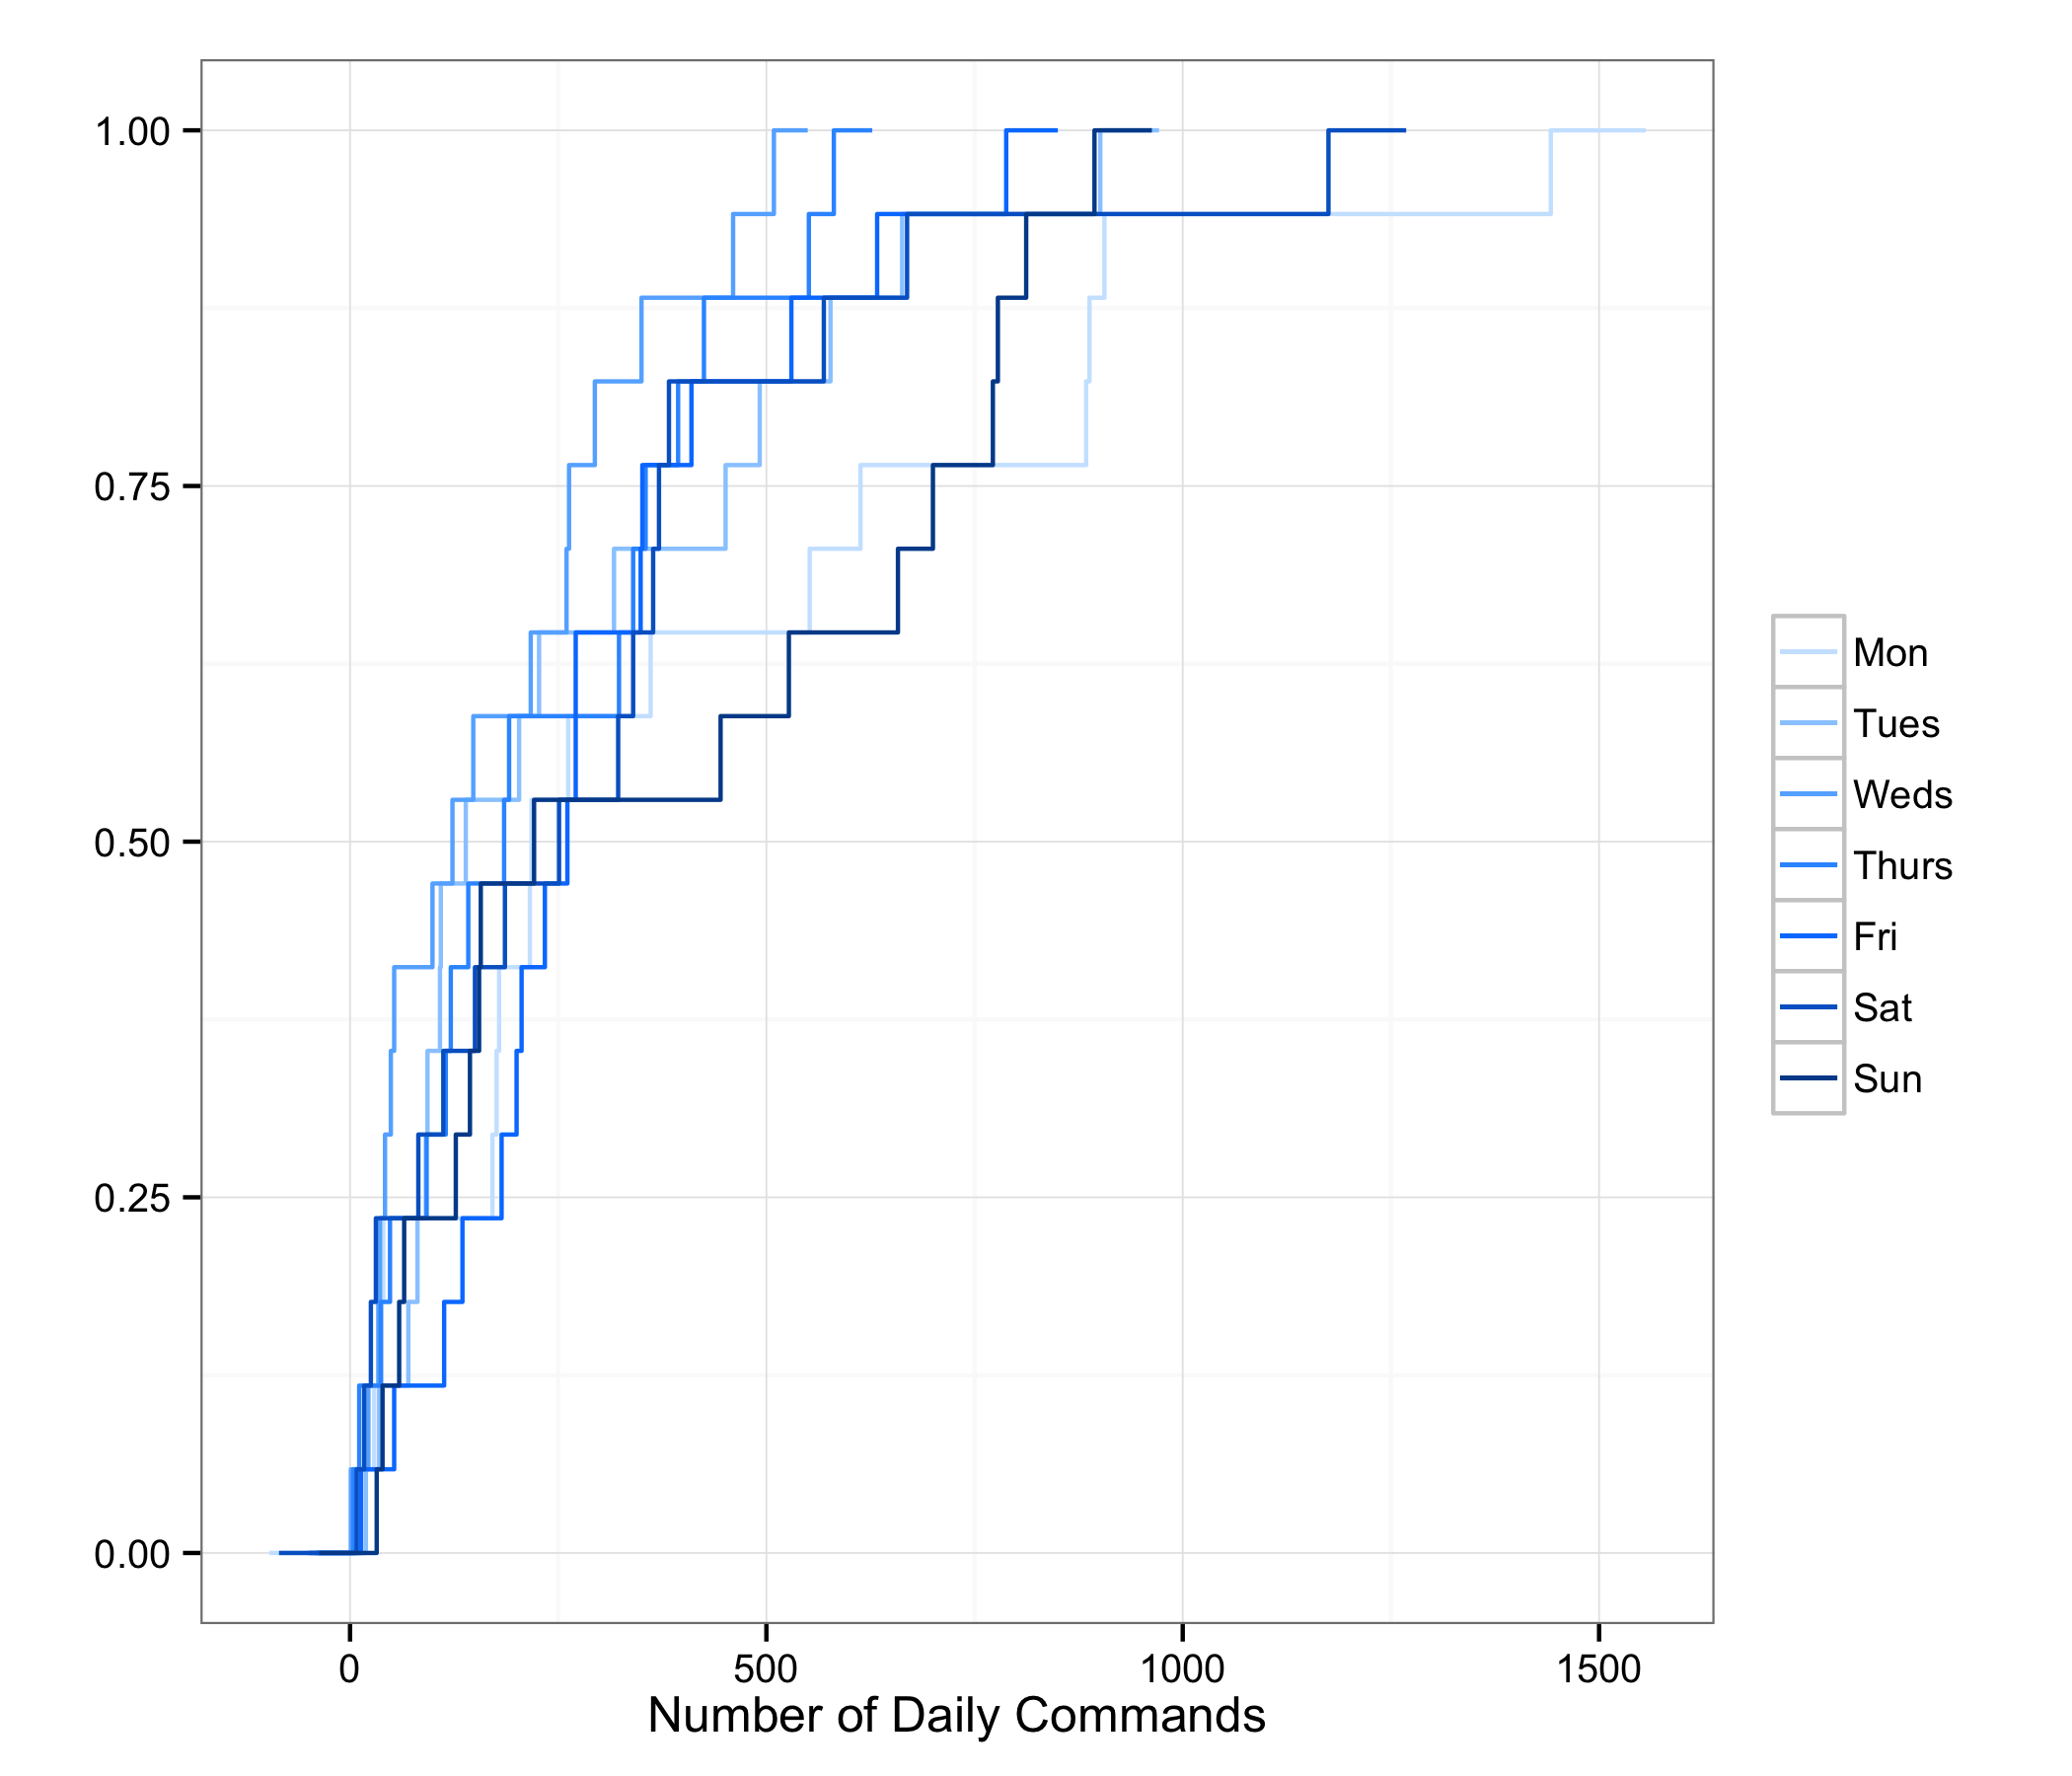 1.00
0.75
0.50
0.25
0.00
0 500 1000 1500
Number of Daily Commands
Mon
Tues
Weds
Thurs
Fri
Sat
Sun